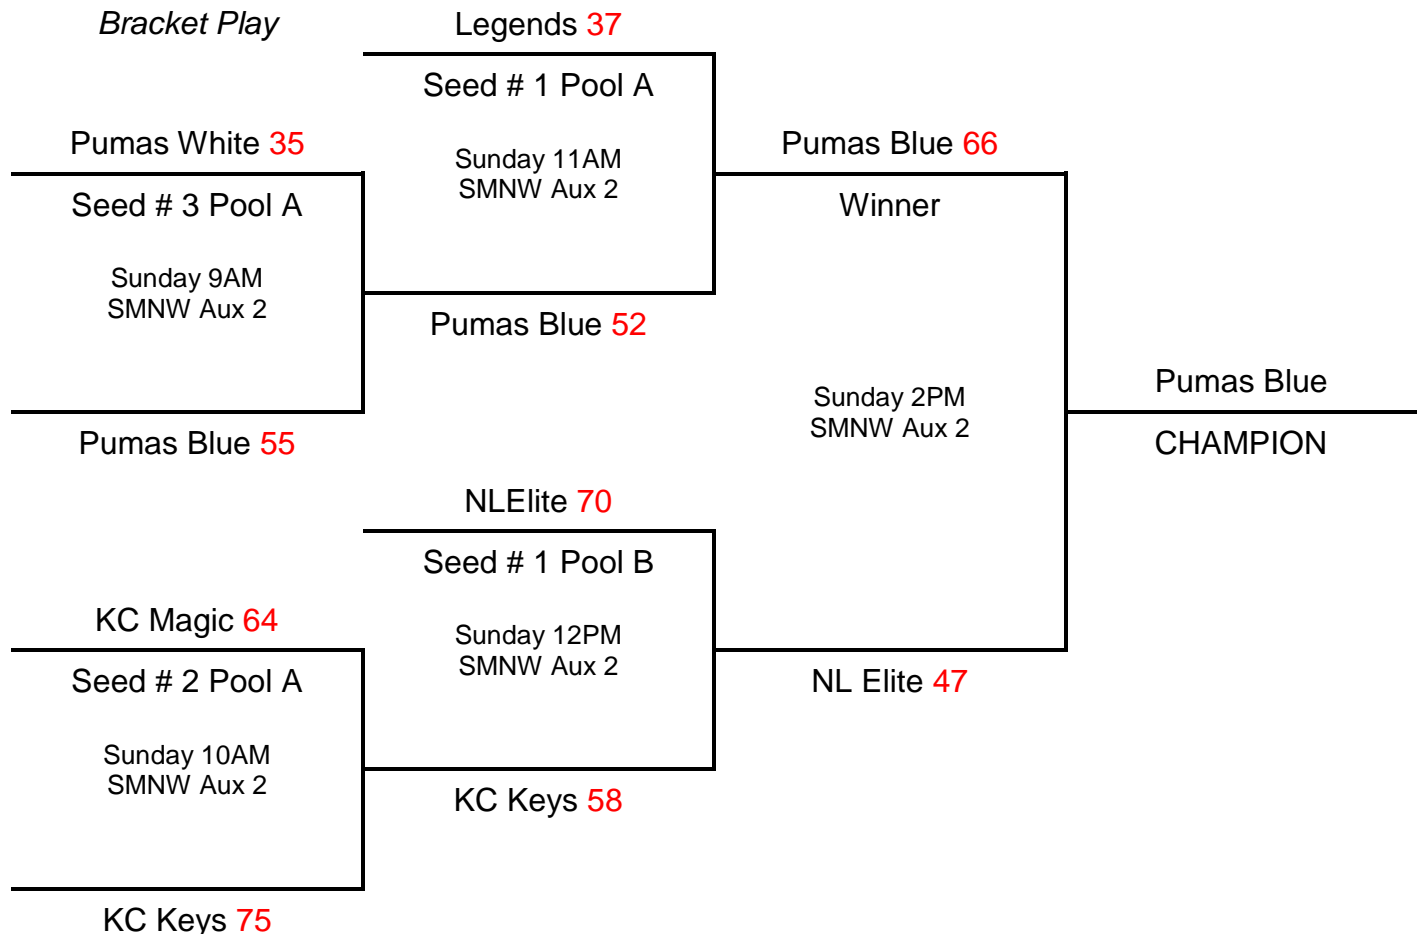 Bracket Play
Legends 37
Seed # 1 Pool A
Sunday 11AM
SMNW Aux 2
Pumas White 35
Seed # 3 Pool A
Sunday 9AM
SMNW Aux 2
Pumas Blue 52
Pumas Blue 55
Pumas Blue 66
Winner
Sunday 2PM
SMNW Aux 2
Pumas Blue
CHAMPION
NLElite 70
Seed # 1 Pool B
Sunday 12PM
SMNW Aux 2
KC Magic 64
Seed # 2 Pool A
Sunday 10AM
SMNW Aux 2
NL Elite 47
KC Keys 58
KC Keys 75